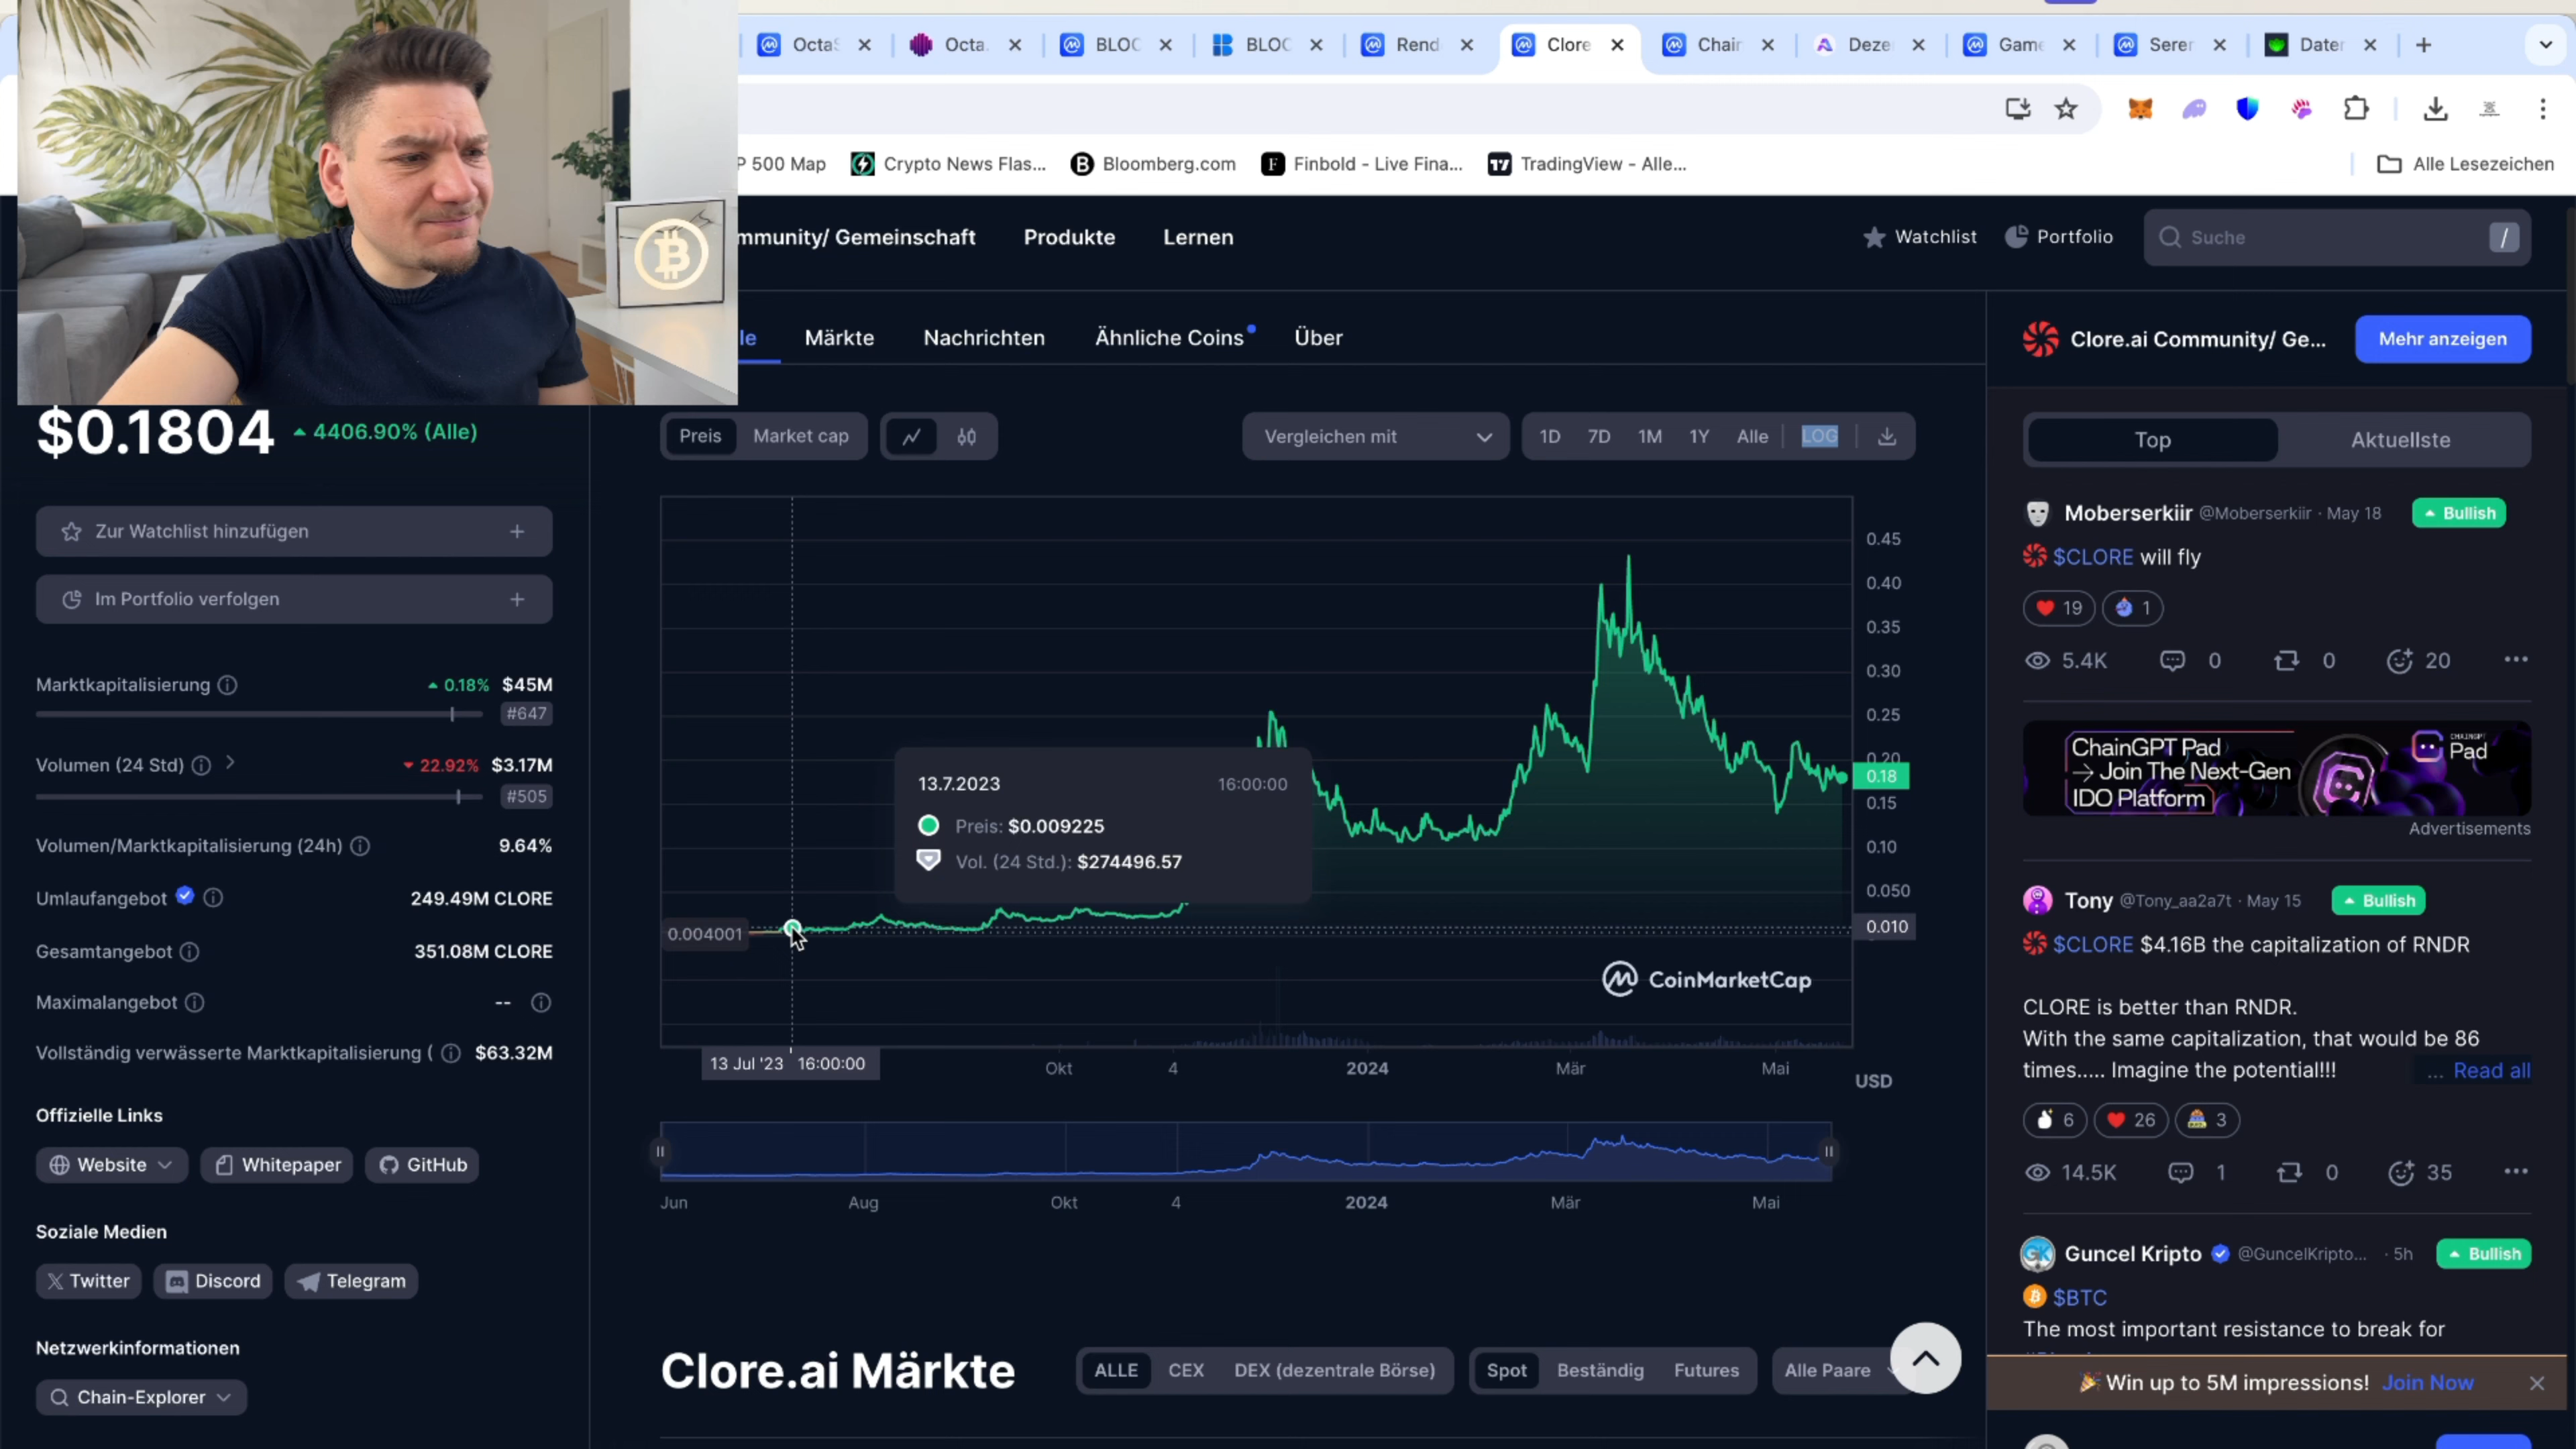 OctaS
Octa.
BLOC
BLOC
Rend
Clore
Chair
Deze
Game
Serer
Dater
P 500 Map
Crypto News Flas...
Bloomberg.com
Finbold - Live Fina...
TradingView - Alle...
Alle Lesezeichen
mmunity/ Gemeinschaft
Produkte
Lernen
Watchlist
Portfolio
Suche
/
le
Märkte
Nachrichten
Ähnliche Coins
Über
$0.1804
4406.90% (Alle)
Zur Watchlist hinzufügen
Im Portfolio verfolgen
Marktkapitalisierung
0.18% $45M
#647
Volumen (24 Std)
22.92% $3.17M
#505
Volumen/Marktkapitalisierung (24h)
9.64%
Umlaufangebot
249.49M CLORE
Gesamtangebot
351.08M CLORE
Maximalangebot
--
Vollständig verwässerte Marktkapitalisierung (
$63.32M
Offizielle Links
Website
Whitepaper
GitHub
Soziale Medien
Twitter
Discord
Telegram
Netzwerkinformationen
Chain-Explorer
Preis
Market cap
Vergleichen mit
1D
7D
1M
1Y
Alle
LOG
0.45
0.40
0.35
0.30
0.25
0.20
0.18
0.15
0.10
0.050
0.010
0.004001
13.7.2023 16:00:00
Preis: $0.009225
Vol. (24 Std.): $274496.57
CoinMarketCap
13 Jul '23 16:00:00
Okt
4
2024
Mär
Mai
USD
Jun
Aug
Okt
4
2024
Mär
Mai
Clore.ai Märkte
ALLE
CEX
DEX (dezentrale Börse)
Spot
Beständig
Futures
Alle Paare
Clore.ai Community/ Ge...
Mehr anzeigen
Top
Aktuellste
Moberserkiir @Moberserkiir · May 18
Bullish
$CLORE will fly
19
1
5.4K
0
0
20
ChainGPT Pad
→ Join The Next-Gen
IDO Platform
CHAINGPT
Pad
Advertisements
Tony @Tony_aa2a7t · May 15
Bullish
$CLORE $4.16B the capitalization of RNDR
CLORE is better than RNDR.
With the same capitalization, that would be 86
times..... Imagine the potential!!!
... Read all
6
26
3
14.5K
1
0
35
Guncel Kripto @GuncelKripto... · 5h
Bullish
$BTC
The most important resistance to break for
Win up to 5M impressions! Join Now